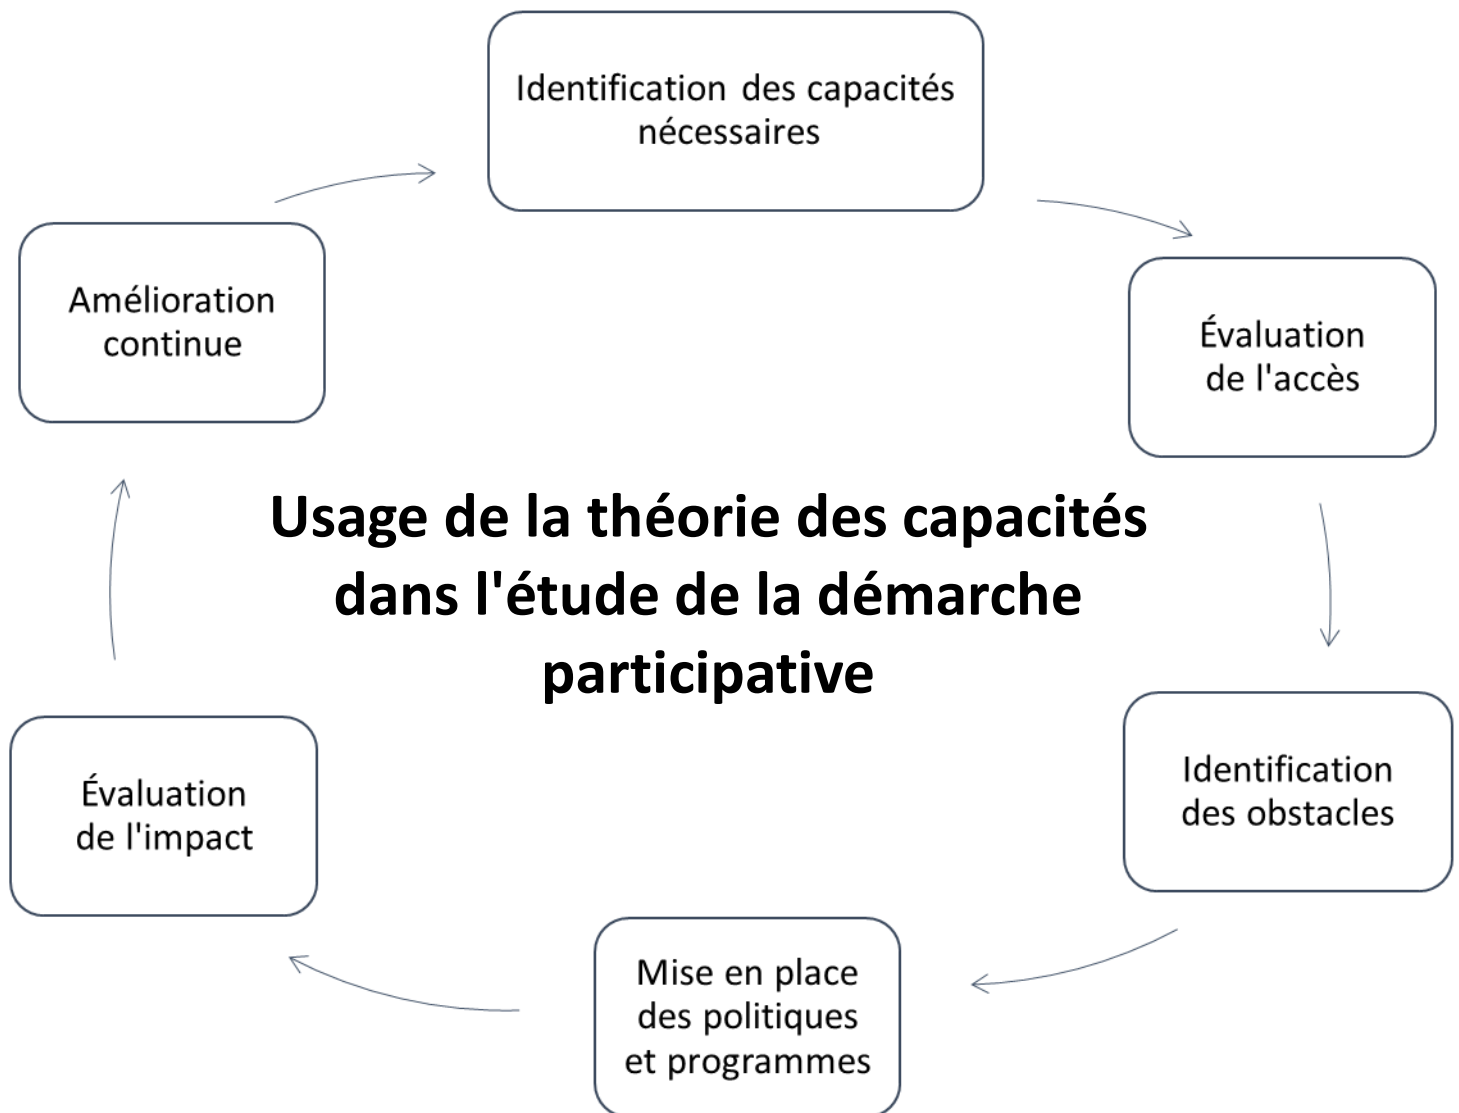 Identification des capacités
nécessaires
Évaluation
de l'accès
Identification
des obstacles
Mise en place
des politiques
et programmes
Évaluation
de l'impact
Amélioration
continue
Usage de la théorie des capacités
dans l'étude de la démarche
participative